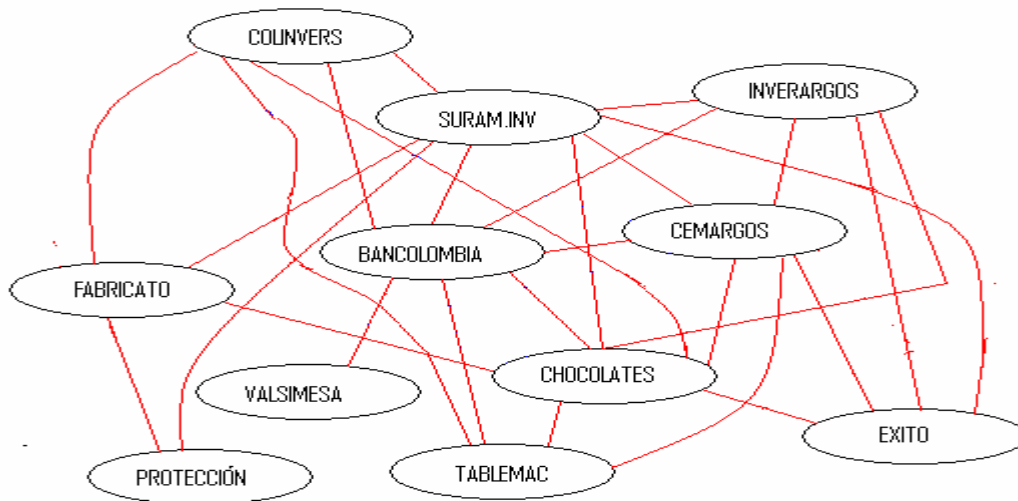 COLINVERS
INVERARGOS
SURAM.INV
CEMARGOS
BANCOLOMBIA
FABRICATO
CHOCOLATES
VALSIMESA
EXITO
PROTECCIÓN
TABLEMAC